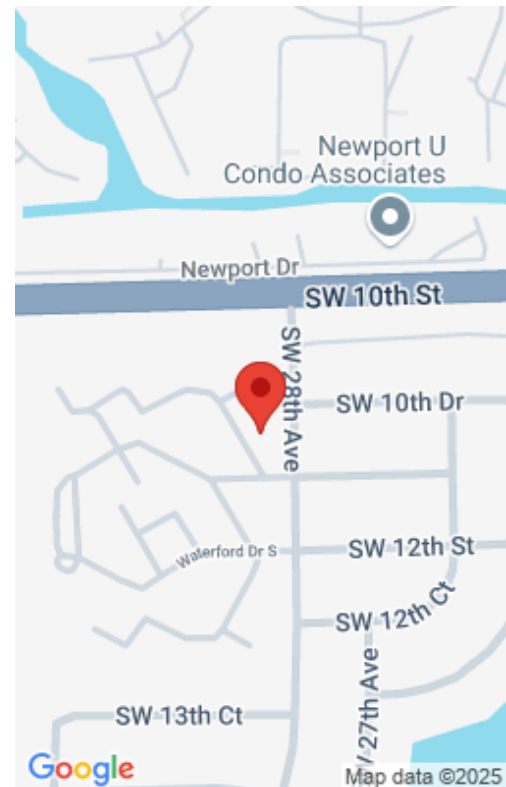 Newport U
Condo Associates
Newport Dr
SW 10th St
SW 28th Ave
SW 10th Dr
Waterford Dr S
SW 12th St
SW 12th Ct
27th Ave
SW 13th Ct
Google
Map data ©2025